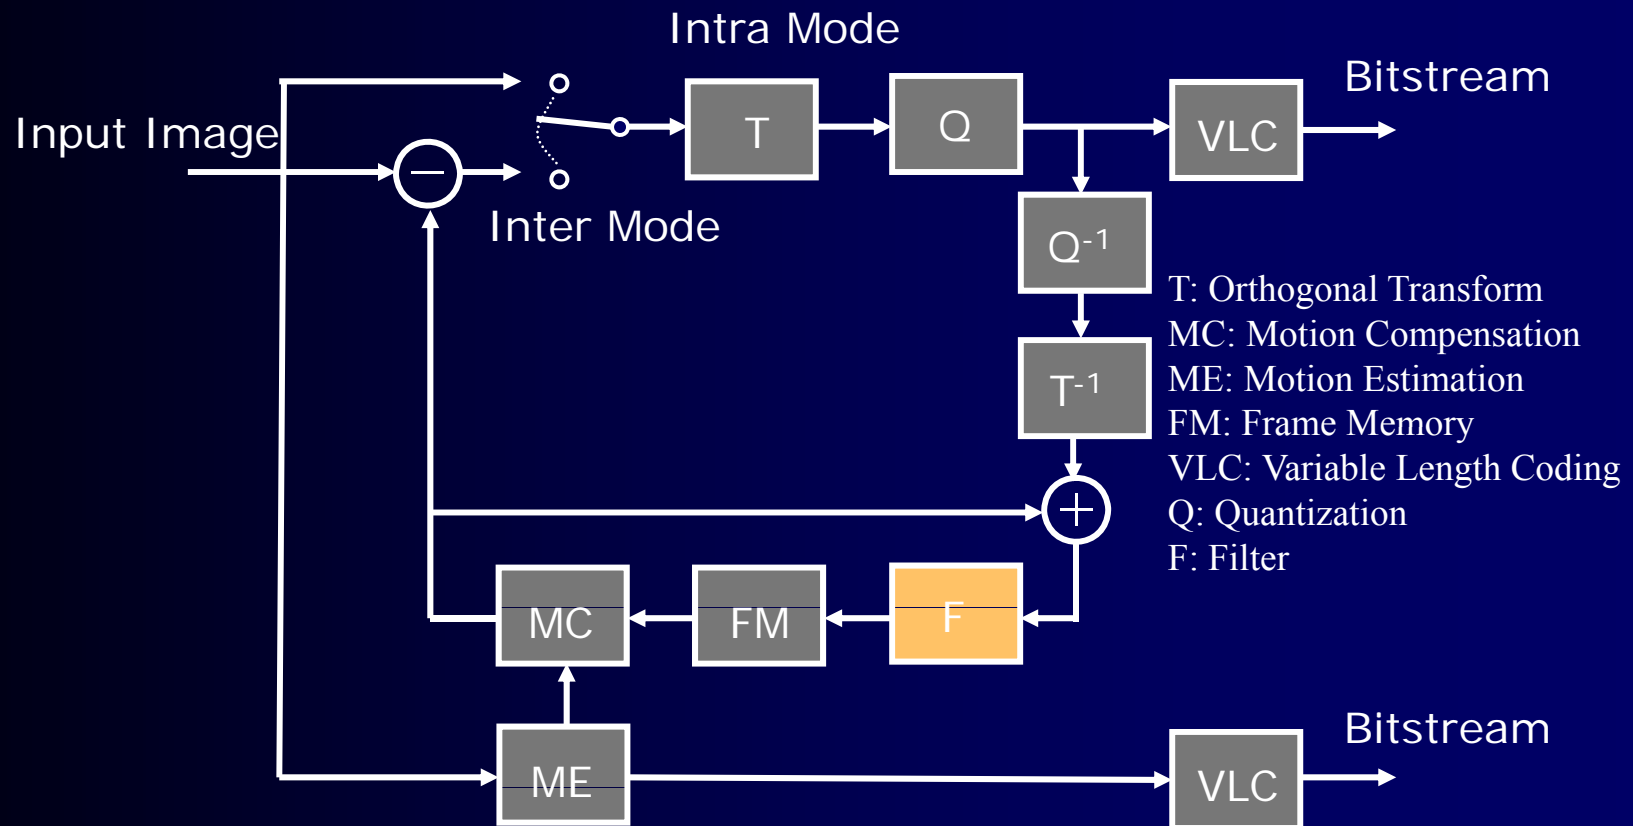 Intra Mode
Bitstream
Input Image
T
Q
VLC
Inter Mode
Q-1
T: Orthogonal Transform
MC: Motion Compensation
T-1
ME: Motion Estimation
FM: Frame Memory
VLC: Variable Length Coding
Q: Quantization
F: Filter
MC
FM
F
Bitstream
ME
VLC